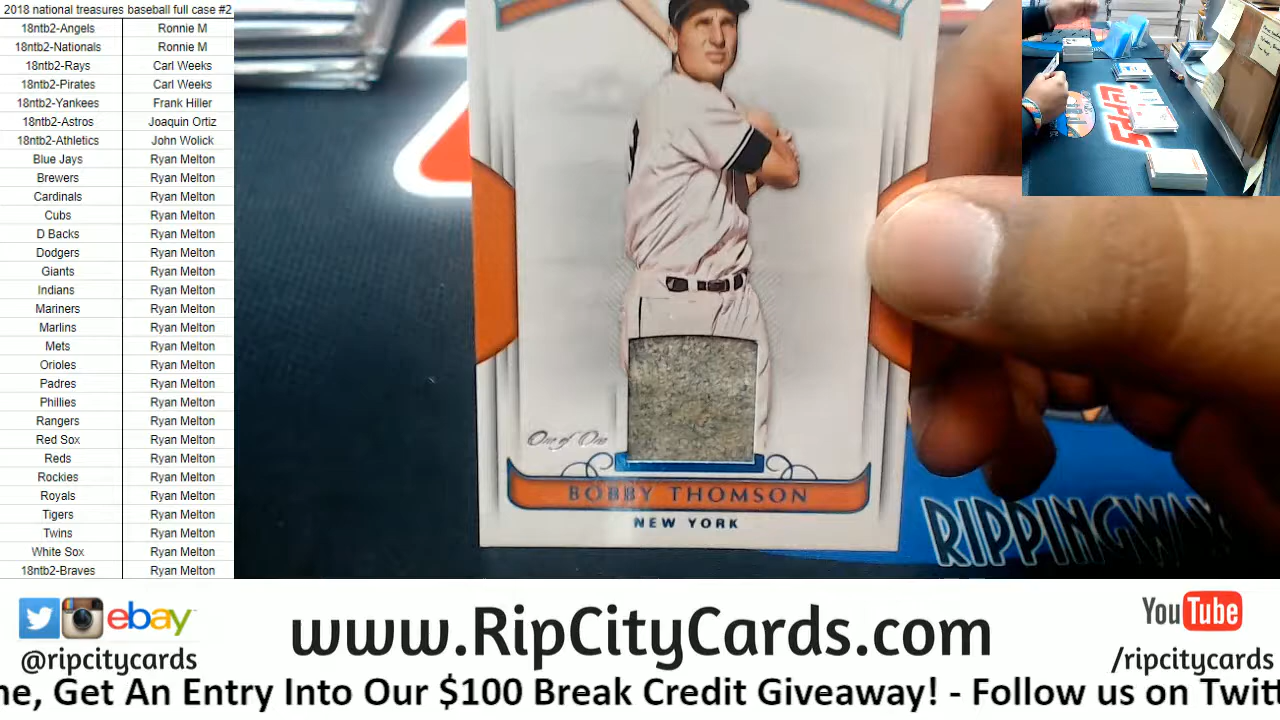 2018 national treasures baseball full case #2
18ntb2-Angels Ronnie M
18ntb2-Nationals Ronnie M
18ntb2-Rays Carl Weeks
18ntb2-Pirates Carl Weeks
18ntb2-Yankees Frank Hiller
18ntb2-Astros Joaquin Ortiz
18ntb2-Athletics John Wolick
Blue Jays Ryan Melton
Brewers Ryan Melton
Cardinals Ryan Melton
Cubs Ryan Melton
D Backs Ryan Melton
Dodgers Ryan Melton
Giants Ryan Melton
Indians Ryan Melton
Mariners Ryan Melton
Marlins Ryan Melton
Mets Ryan Melton
Orioles Ryan Melton
Padres Ryan Melton
Phillies Ryan Melton
Rangers Ryan Melton
Red Sox Ryan Melton
Reds Ryan Melton
Rockies Ryan Melton
Royals Ryan Melton
Tigers Ryan Melton
Twins Ryan Melton
White Sox Ryan Melton
18ntb2-Braves Ryan Melton
One of One
BOBBY THOMSON
NEW YORK
RIPPINGWAX
ebay
@ripcitycards
www.RipCityCards.com
YouTube
/ripcitycards
ne, Get An Entry Into Our $100 Break Credit Giveaway! - Follow us on Twitt